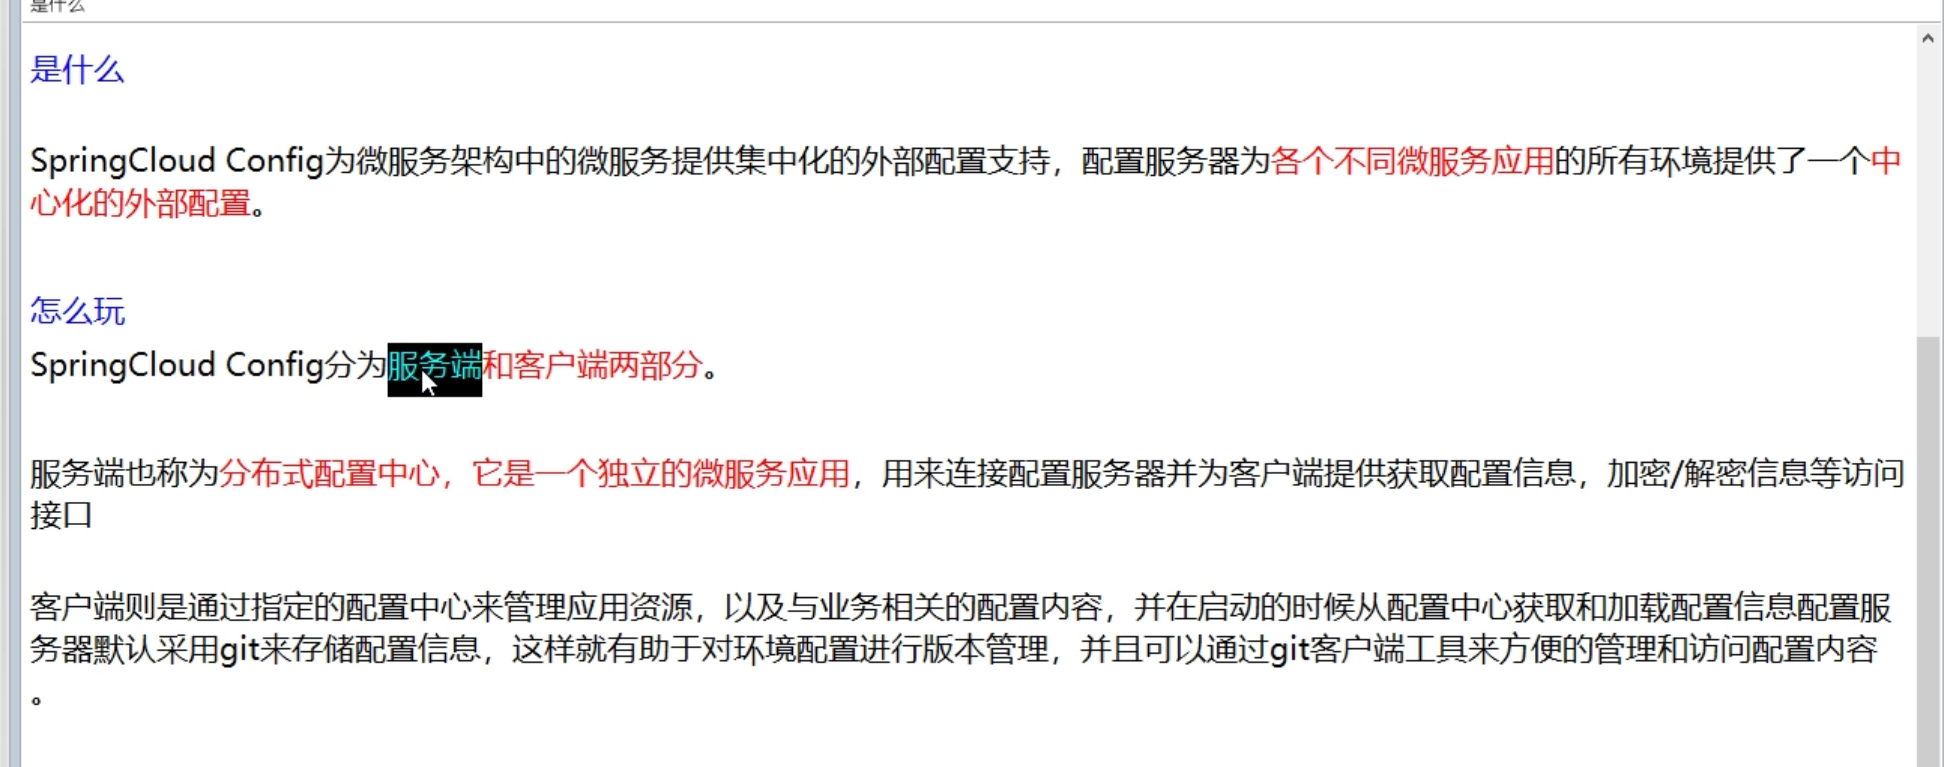 是什么
是什么
SpringCloud Config为微服务架构中的微服务提供集中化的外部配置支持，配置服务器为各个不同微服务应用的所有环境提供了一个中
心化的外部配置。
怎么玩
SpringCloud Config分为服务端和客户端两部分。
服务端也称为分布式配置中心，它是一个独立的微服务应用，用来连接配置服务器并为客户端提供获取配置信息，加密/解密信息等访问
接口
客户端则是通过指定的配置中心来管理应用资源，以及与业务相关的配置内容，并在启动的时候从配置中心获取和加载配置信息配置服
务器默认采用git来存储配置信息，这样就有助于对环境配置进行版本管理，并且可以通过git客户端工具来方便的管理和访问配置内容
。